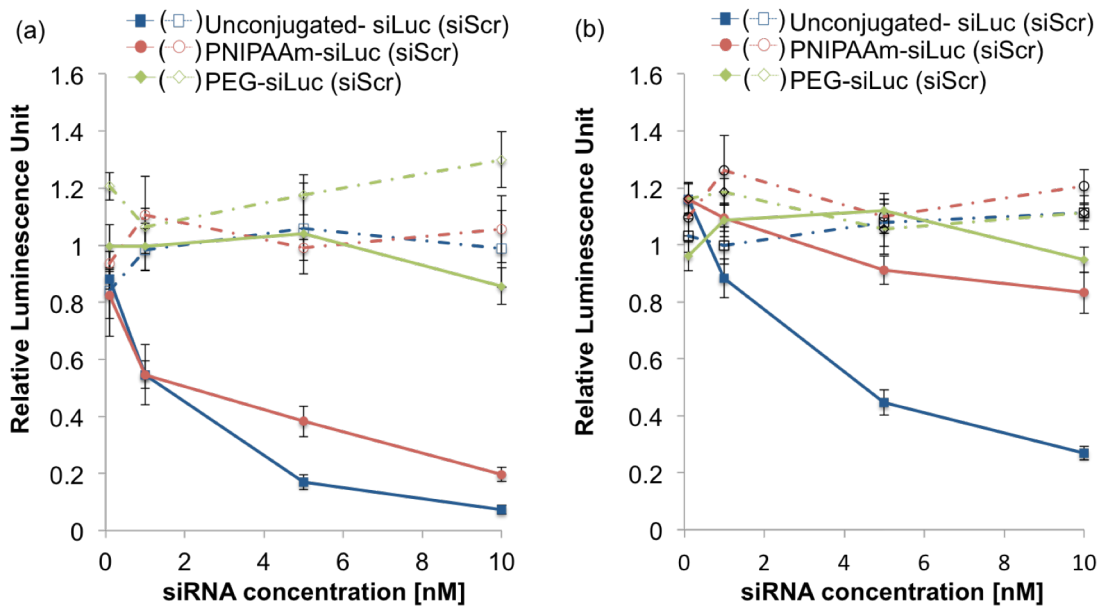 (a)
( )Unconjugated- siLuc (siScr)
( )PNIPAAm-siLuc (siScr)
( )PEG-siLuc (siScr)
Relative Luminescence Unit
1.6
1.4
1.2
1
0.8
0.6
0.4
0.2
0
0 2 4 6 8 10
siRNA concentration [nM]
(b)
( )Unconjugated- siLuc (siScr)
( )PNIPAAm-siLuc (siScr)
( )PEG-siLuc (siScr)
Relative Luminescence Unit
1.6
1.4
1.2
1
0.8
0.6
0.4
0.2
0
0 2 4 6 8 10
siRNA concentration [nM]